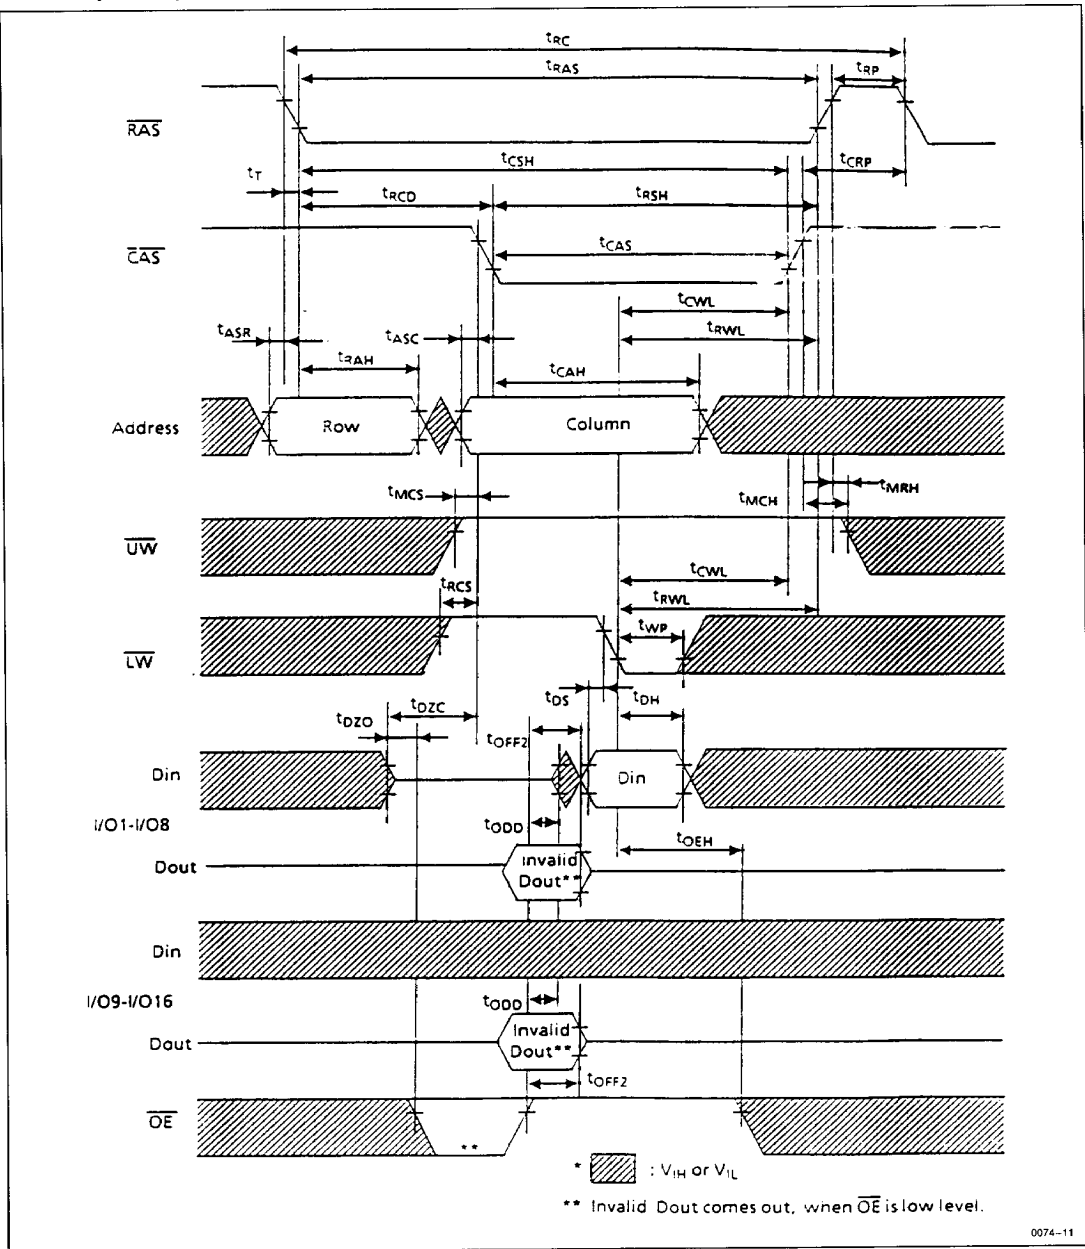 tRC
tRAS
tRP
RAS
tCSH
tCRP
tT
tRCD
tRSH
CAS
tCAS
tCWL
tASR
tASC
tRWL
tRAH
tCAH
Address
Row
Column
tMCS
tMRH
tMCH
UW
tCWL
tRCS
tRWL
tWP
LW
tDS
tDH
tDZC
tDZO
tOFF2
Din
Din
I/O1-I/O8
tODD
tOEH
Dout
Invalid
Dout**
Din
I/O9-I/O16
tODD
Dout
Invalid
Dout**
tOFF2
OE
**
* : VIH or VIL
** Invalid Dout comes out, when OE is low level.
0074-11